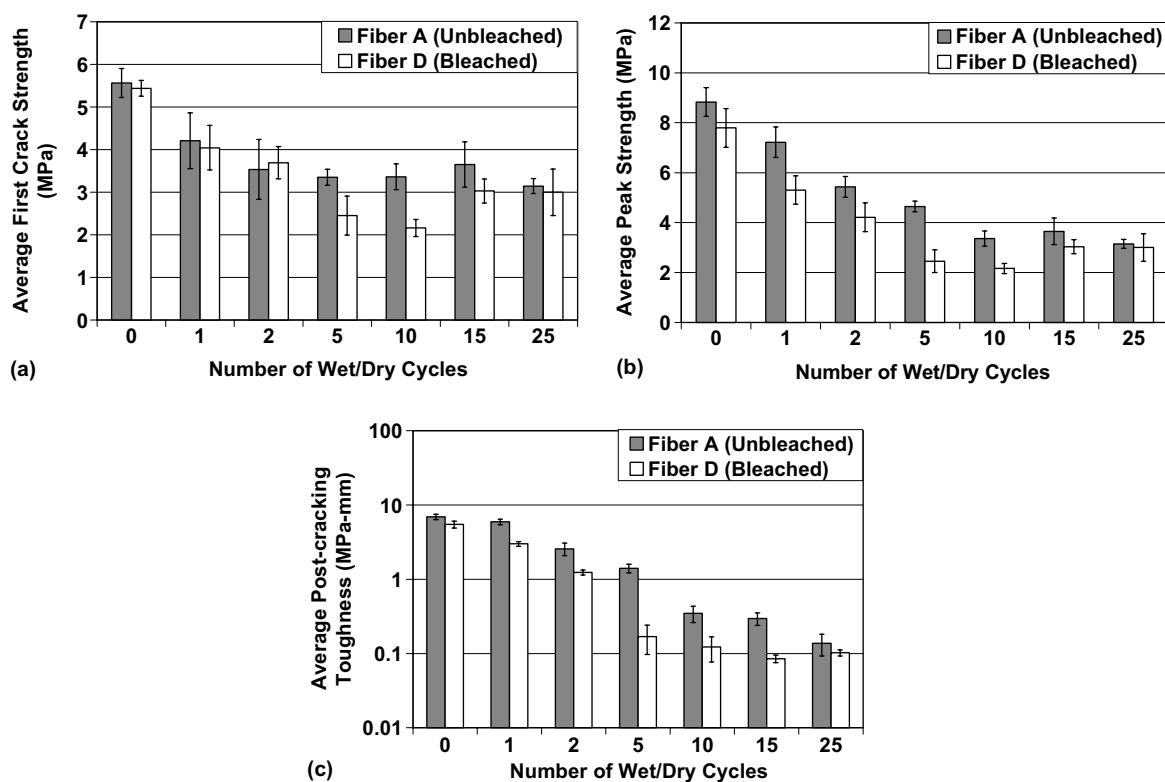 7
6
5
4
3
2
1
0
Average First Crack Strength
(MPa)
Fiber A (Unbleached)
Fiber D (Bleached)
0 1 2 5 10 15 25
Number of Wet/Dry Cycles
(a)
12
10
8
6
4
2
0
Average Peak Strength (MPa)
Fiber A (Unbleached)
Fiber D (Bleached)
0 1 2 5 10 15 25
Number of Wet/Dry Cycles
(b)
100
10
1
0.1
0.01
Average Post-cracking
Toughness (MPa-mm)
Fiber A (Unbleached)
Fiber D (Bleached)
0 1 2 5 10 15 25
Number of Wet/Dry Cycles
(c)